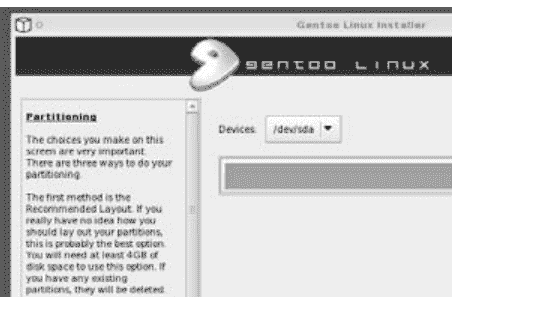 Gentoo Linux Installer
gentoo linux
Partitioning
Devices: /dev/sda
The choices you make on this
screen are very important.
There are three ways to do your
partitioning.
The first method is the
Recommended Layout. If you
really have no idea how you
should lay out your partitions,
this is probably the best option.
You will need at least 4GB of
disk space to use this option. If
you have any existing
partitions, they will be deleted.